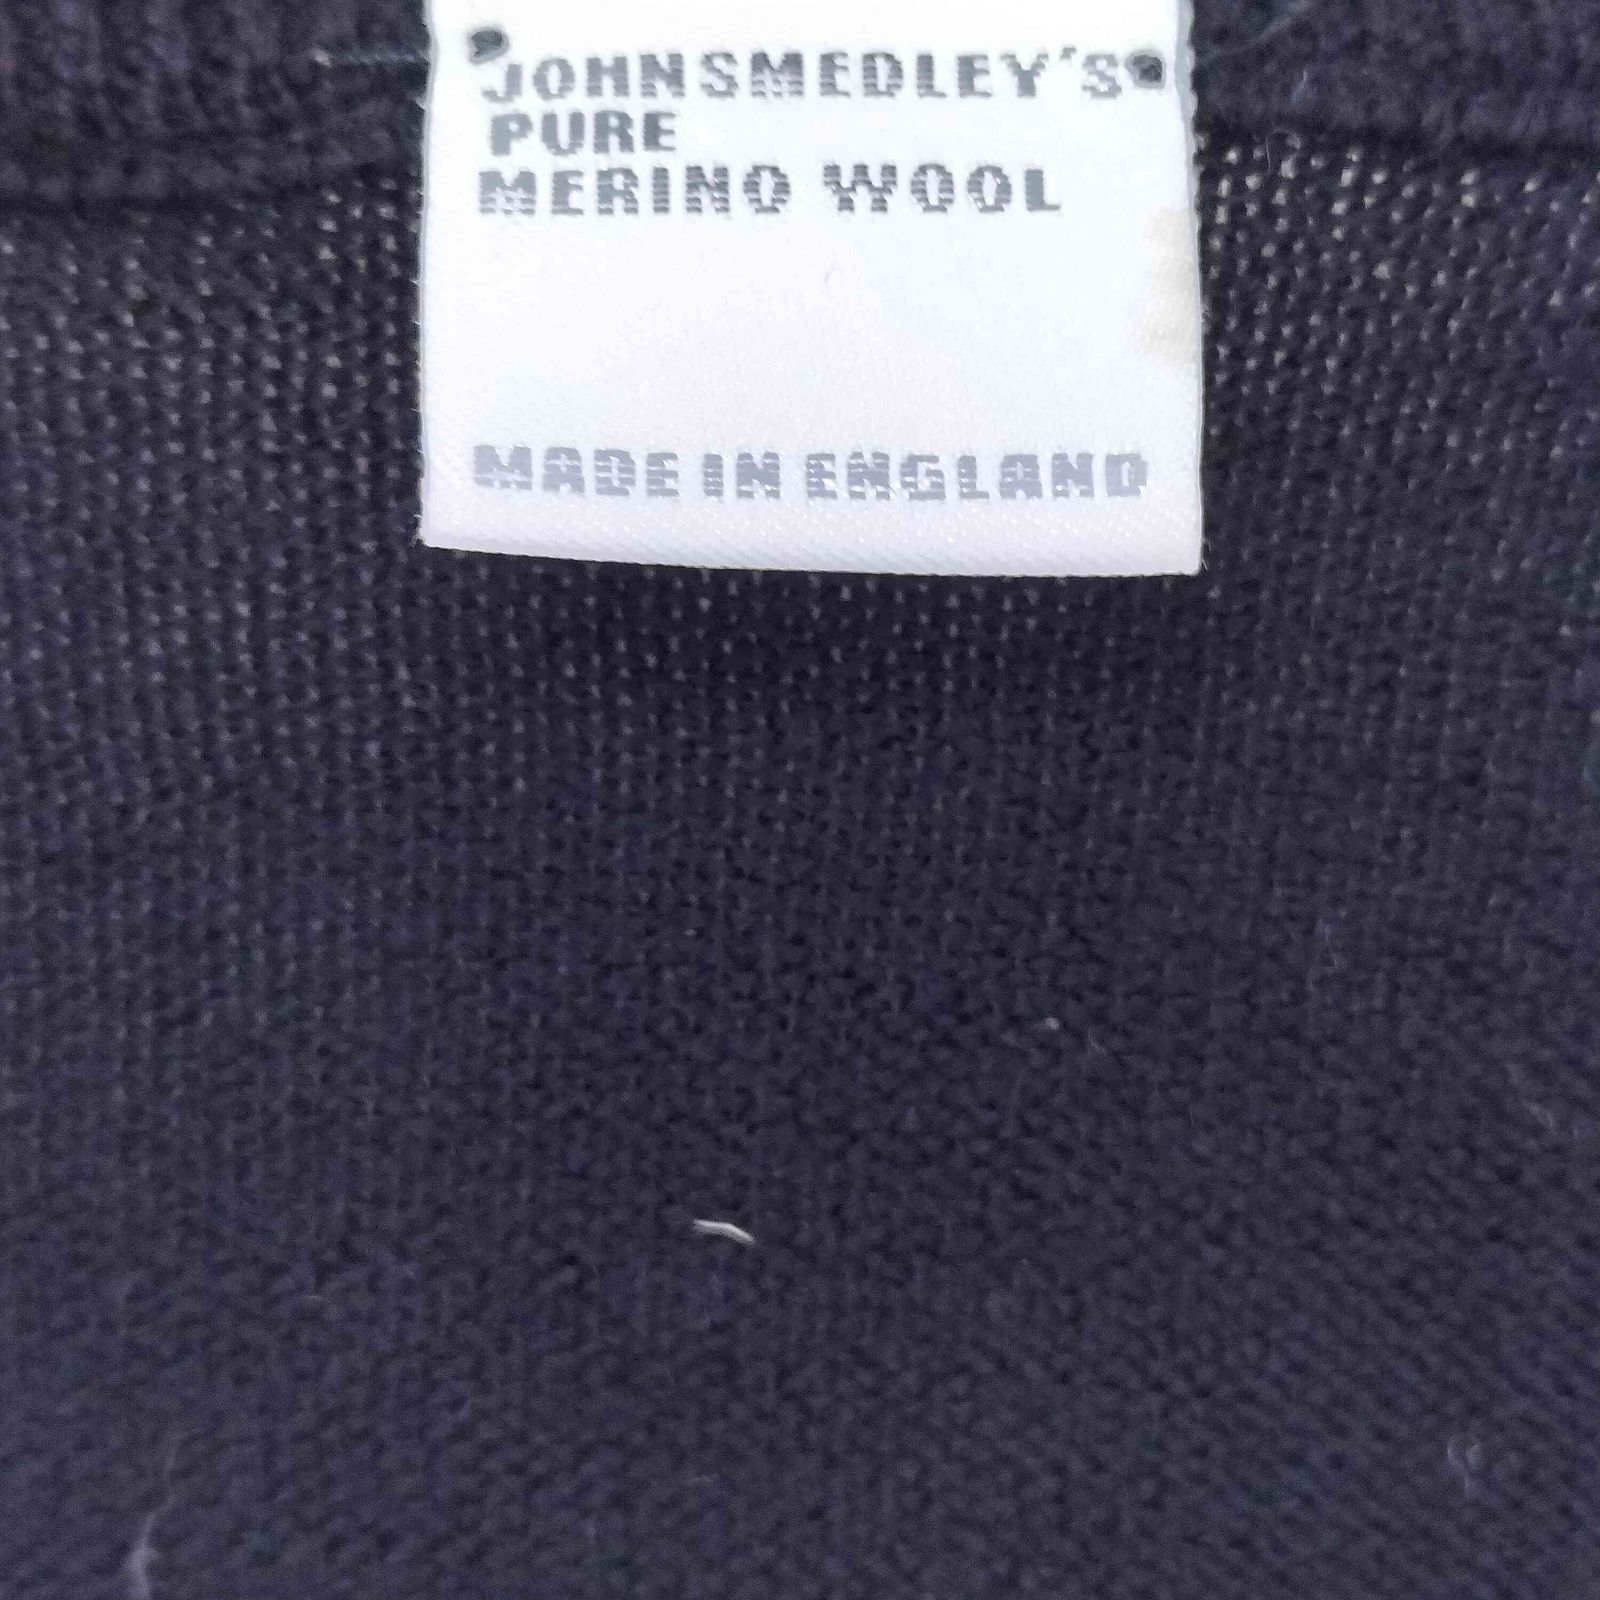 JOHNSMEDLEY'S
PURE
MERINO WOOL
MADE IN ENGLAND